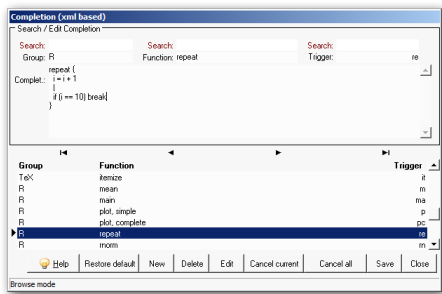 Completion (xml based)
Search / Edit Completion
Search: Search: Search:
Group: R Function: repeat Trigger: re
Complet.: repeat {
i = i + 1
|
if (i == 10) break
}
Group Function Trigger
TeX itemize it
R mean m
R main ma
R plot, simple p
R plot, complete pc
R repeat re
R rnorm rn
Help Restore default New Delete Edit Cancel current Cancel all Save Close
Browse mode